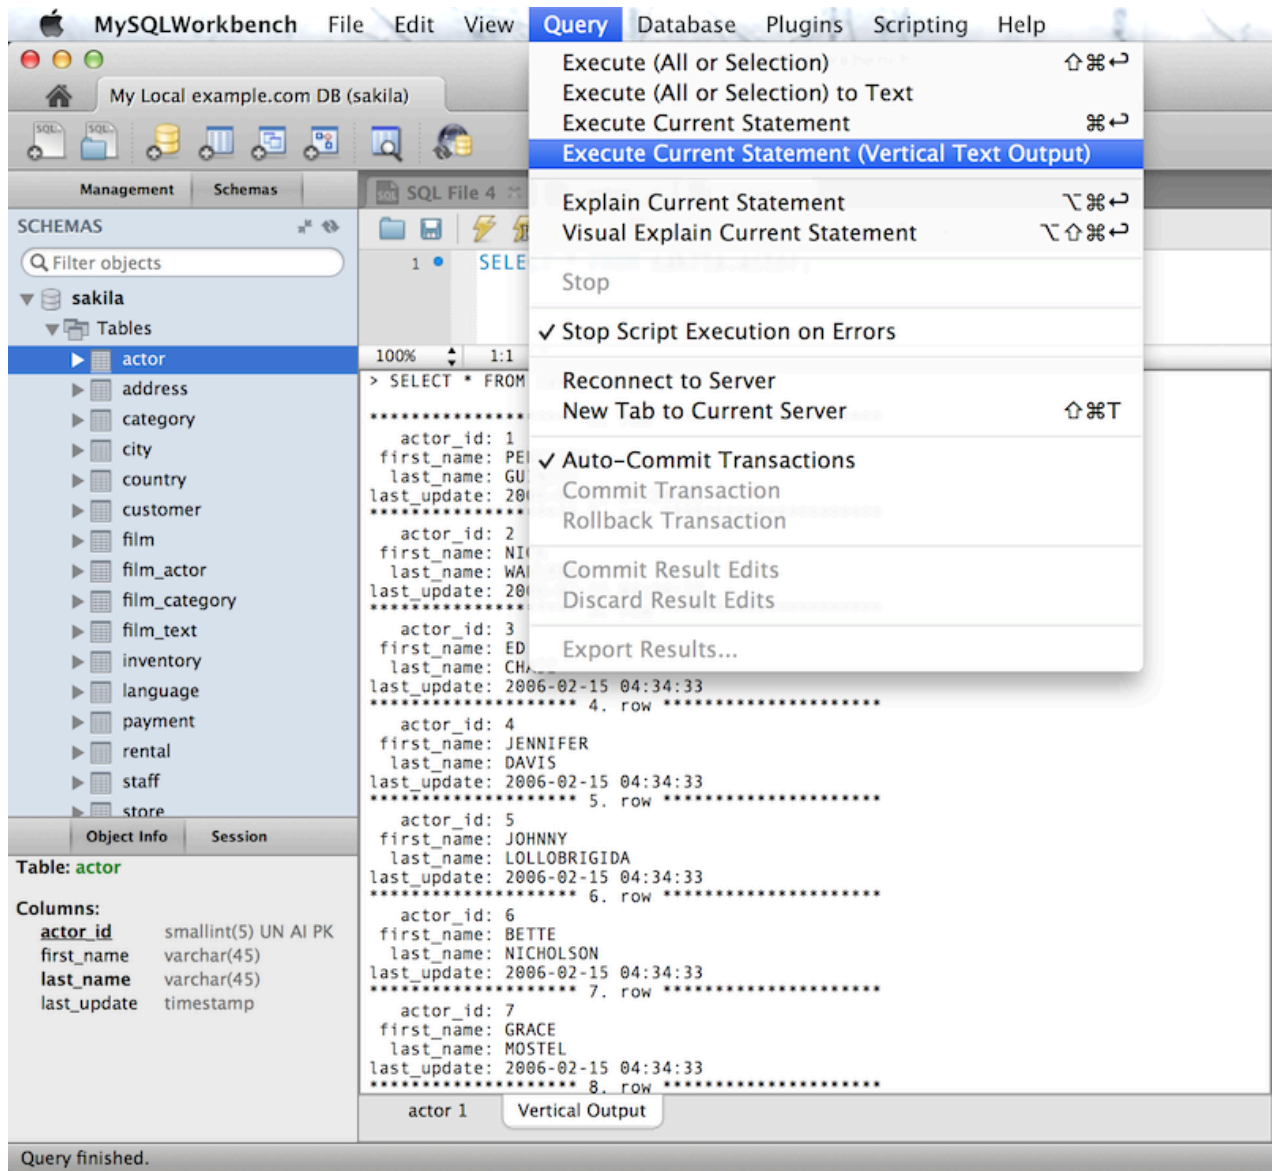 MySQLWorkbench File Edit View Query Database Plugins Scripting Help
My Local example.com DB (sakila)
Execute (All or Selection) ⇧⌘↩
Execute (All or Selection) to Text
Execute Current Statement ⌘↩
Execute Current Statement (Vertical Text Output)
Explain Current Statement ⌥⌘↩
Visual Explain Current Statement ⌥⇧⌘↩
Stop
✓ Stop Script Execution on Errors
Reconnect to Server
New Tab to Current Server ⇧⌘T
✓ Auto-Commit Transactions
Commit Transaction
Rollback Transaction
Commit Result Edits
Discard Result Edits
Export Results...
Management Schemas
SCHEMAS
Filter objects
sakila
Tables
actor
address
category
city
country
customer
film
film_actor
film_category
film_text
inventory
language
payment
rental
staff
store
Object Info Session
Table: actor
Columns:
actor_id smallint(5) UN AI PK
first_name varchar(45)
last_name varchar(45)
last_update timestamp
SQL File 4
1 SELE
100% 1:1
> SELECT * FROM
********************
actor_id: 1
first_name: PE
last_name: GU
last_update: 20
********************
actor_id: 2
first_name: NI
last_name: WA
last_update: 20
********************
actor_id: 3
first_name: ED
last_name: CH
last_update: 2006-02-15 04:34:33
******************** 4. row *********************
actor_id: 4
first_name: JENNIFER
last_name: DAVIS
last_update: 2006-02-15 04:34:33
******************** 5. row *********************
actor_id: 5
first_name: JOHNNY
last_name: LOLLOBRIGIDA
last_update: 2006-02-15 04:34:33
******************** 6. row *********************
actor_id: 6
first_name: BETTE
last_name: NICHOLSON
last_update: 2006-02-15 04:34:33
******************** 7. row *********************
actor_id: 7
first_name: GRACE
last_name: MOSTEL
last_update: 2006-02-15 04:34:33
******************** 8. row *********************
actor 1 Vertical Output
Query finished.